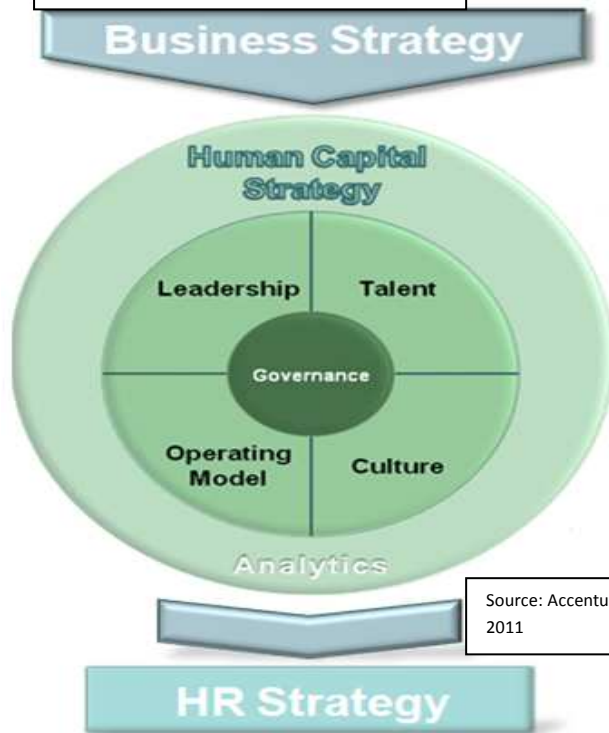 Business Strategy
Human Capital
Strategy
Leadership
Talent
Governance
Operating
Model
Culture
Analytics
Source: Accentu
2011
HR Strategy